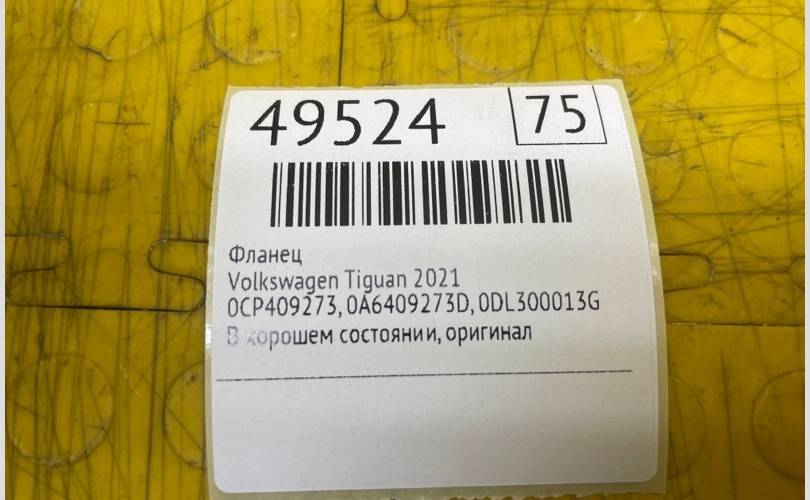 49524 75
Фланец
Volkswagen Tiguan 2021
0CP409273, 0A6409273D, 0DL300013G
В хорошем состоянии, оригинал